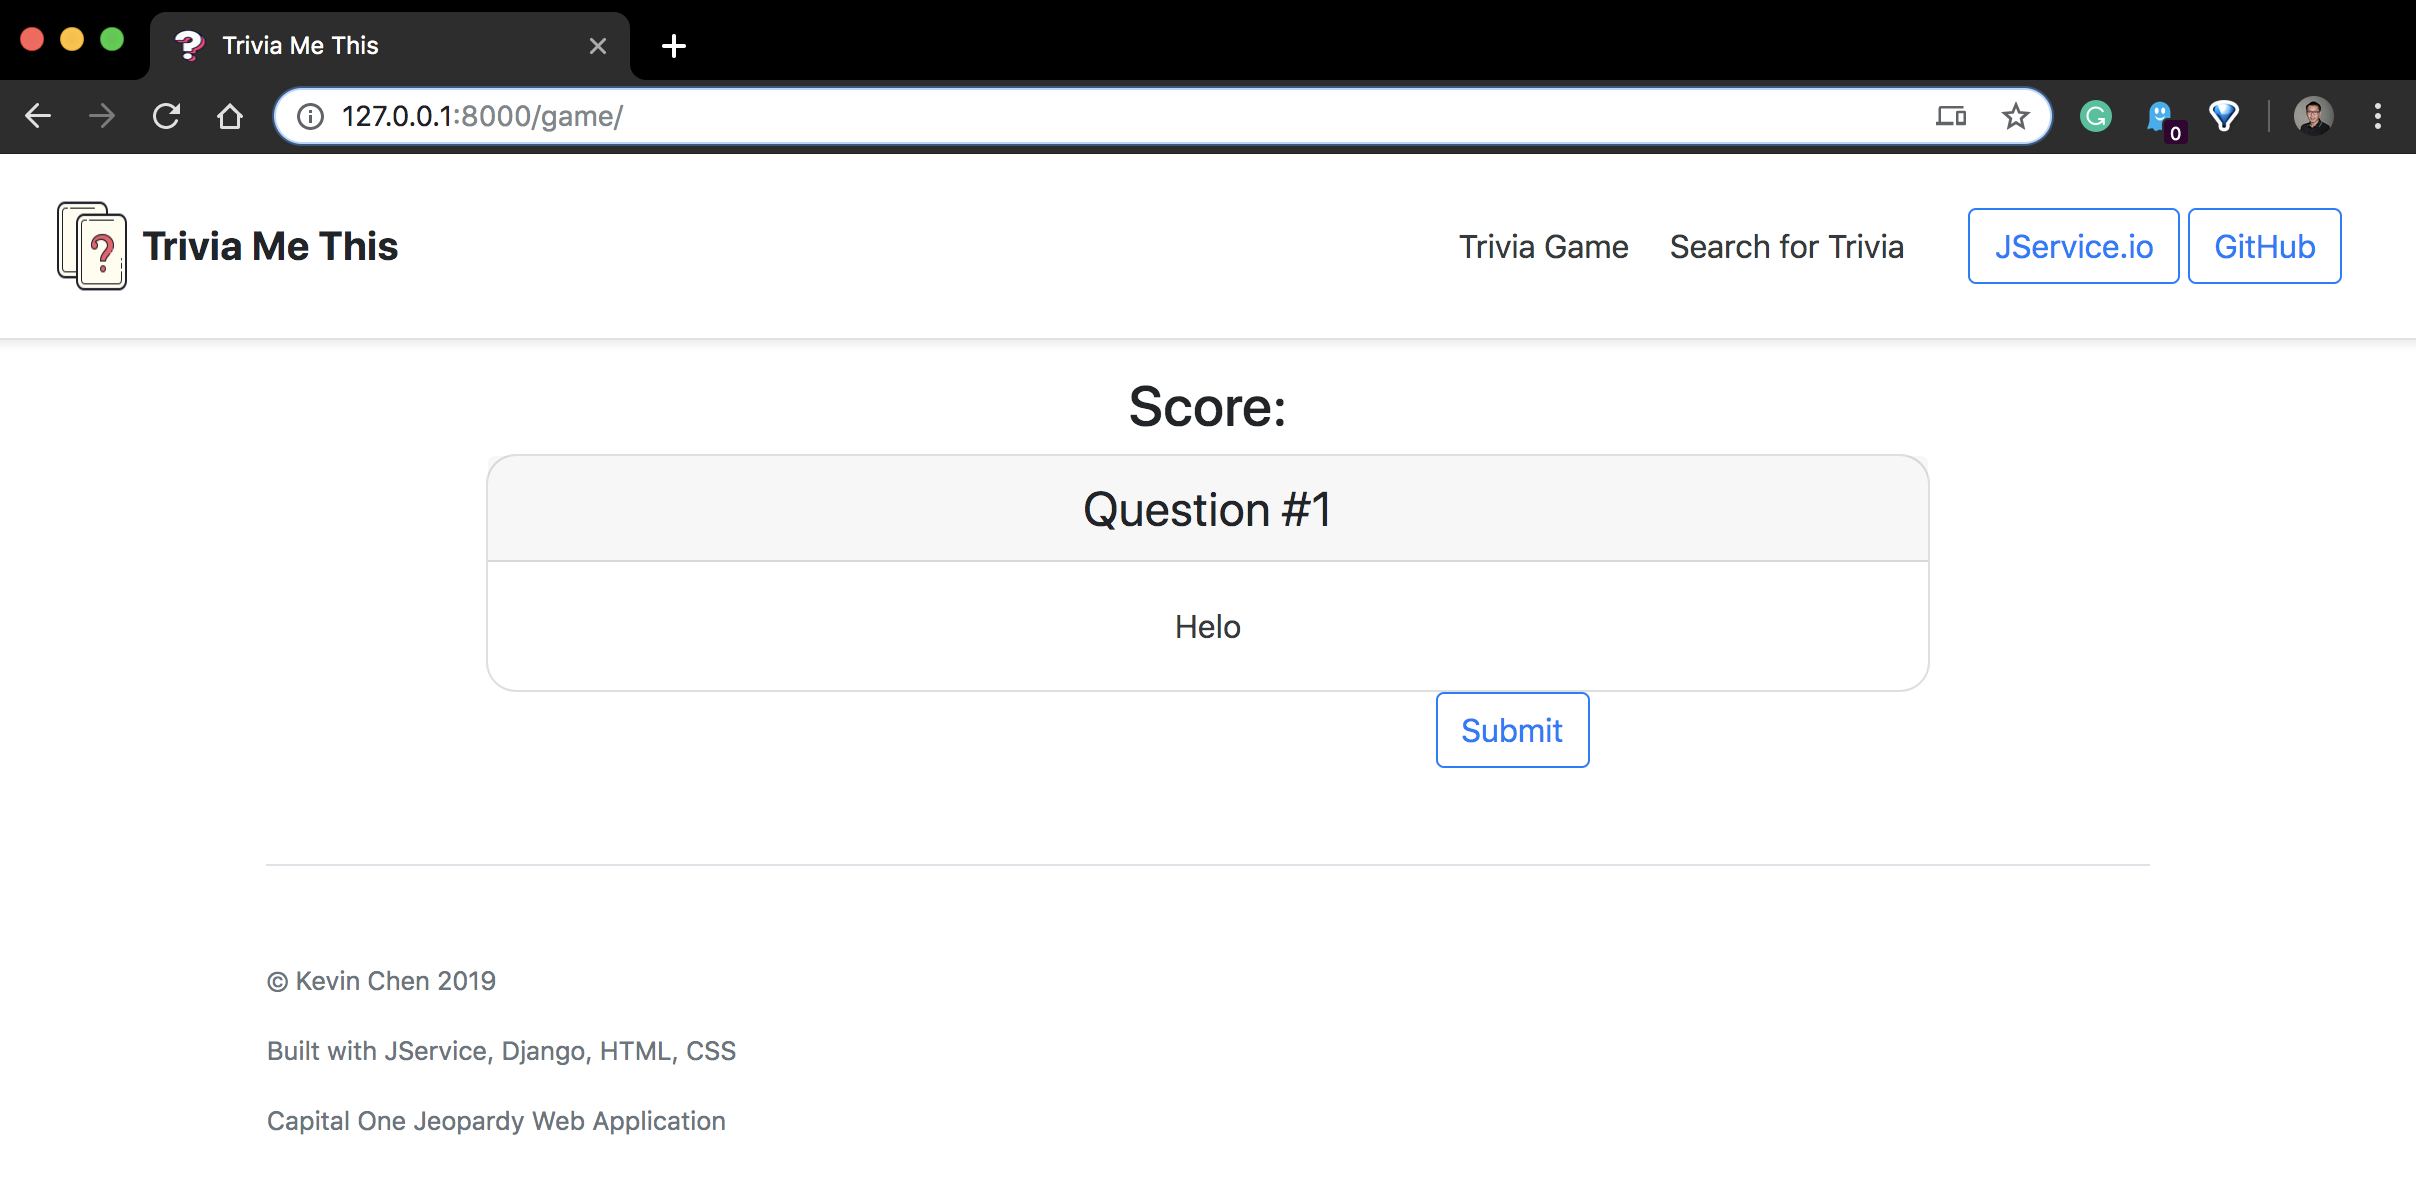 Trivia Me This
127.0.0.1:8000/game/
0
Trivia Me This
Trivia Game Search for Trivia JService.io GitHub
Score:
Question #1
Helo
Submit
© Kevin Chen 2019
Built with JService, Django, HTML, CSS
Capital One Jeopardy Web Application